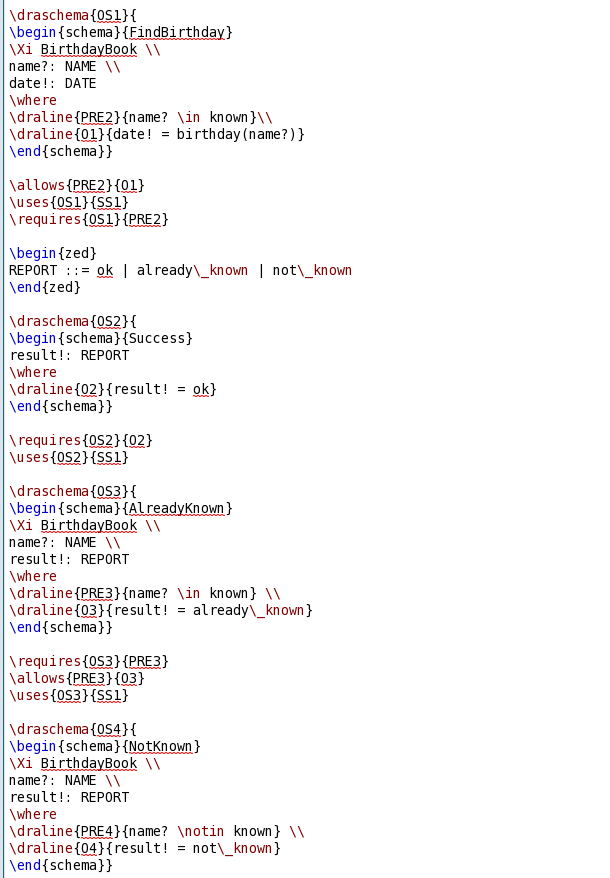 \draschema{OS1}{
\begin{schema}{FindBirthday}
\Xi BirthdayBook \\
name?: NAME \\
date!: DATE
\where
\draline{PRE2}{name? \in known}\\
\draline{O1}{date! = birthday(name?)}
\end{schema}}

\allows{PRE2}{O1}
\uses{OS1}{SS1}
\requires{OS1}{PRE2}

\begin{zed}
REPORT ::= ok | already\_known | not\_known
\end{zed}

\draschema{OS2}{
\begin{schema}{Success}
result!: REPORT
\where
\draline{O2}{result! = ok}
\end{schema}}

\requires{OS2}{O2}
\uses{OS2}{SS1}

\draschema{OS3}{
\begin{schema}{AlreadyKnown}
\Xi BirthdayBook \\
name?: NAME \\
result!: REPORT
\where
\draline{PRE3}{name? \in known} \\
\draline{O3}{result! = already\_known}
\end{schema}}

\requires{OS3}{PRE3}
\allows{PRE3}{O3}
\uses{OS3}{SS1}

\draschema{OS4}{
\begin{schema}{NotKnown}
\Xi BirthdayBook \\
name?: NAME \\
result!: REPORT
\where
\draline{PRE4}{name? \notin known} \\
\draline{O4}{result! = not\_known}
\end{schema}}